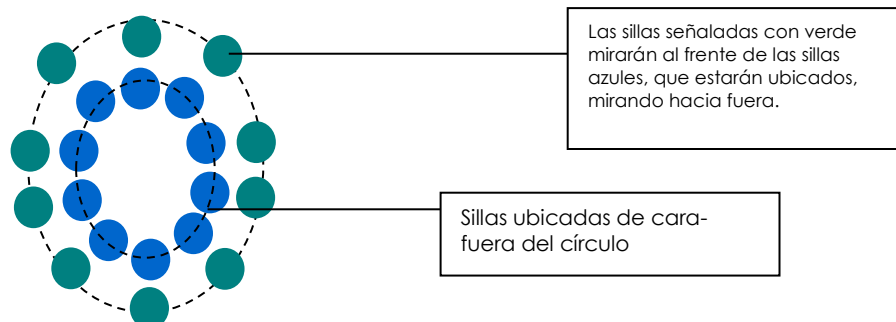 Las sillas señaladas con verde
mirarán al frente de las sillas
azules, que estarán ubicados,
mirando hacia fuera.
Sillas ubicadas de cara-
fuera del círculo